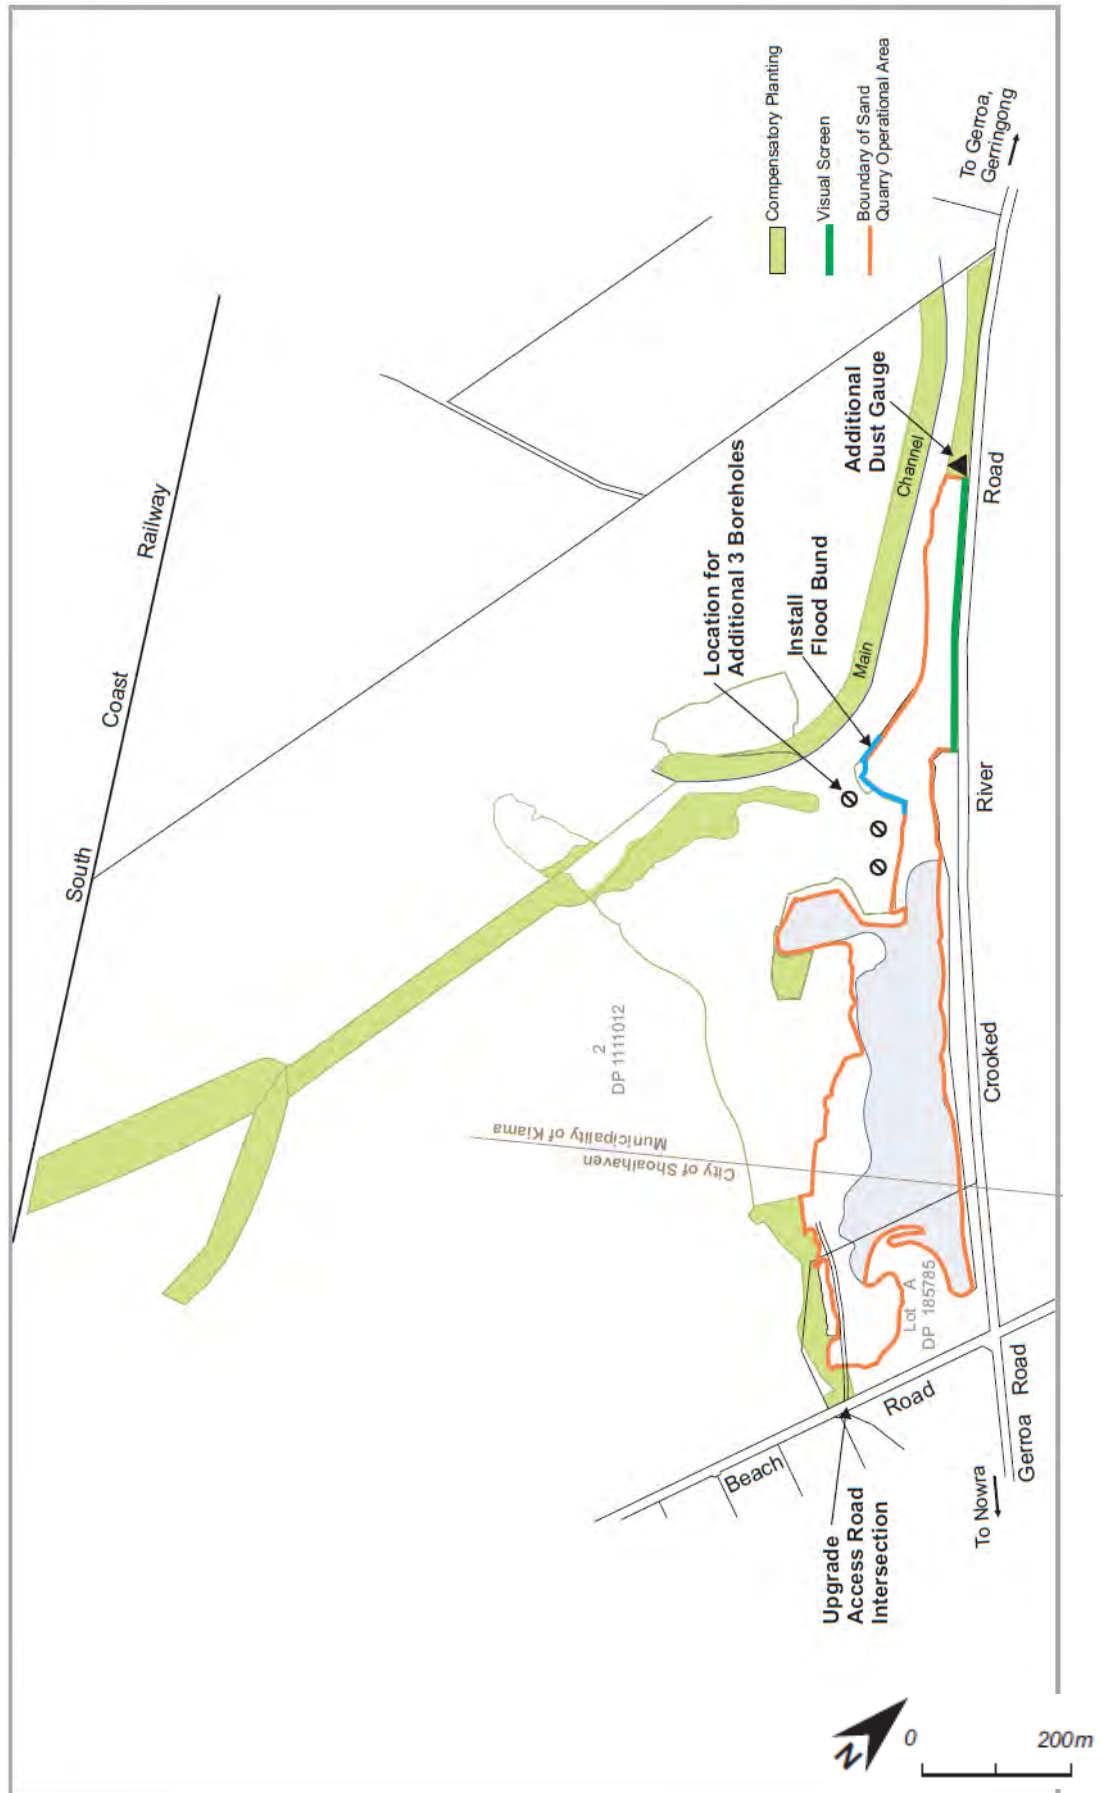 South
Coast
Railway
Compensatory Planting
Visual Screen
Boundary of Sand
Quarry Operational Area
To Gerroa,
Gerringong
Additional
Dust Gauge
Location for
Additional 3 Boreholes
Install
Flood Bund
Main
Channel
Crooked
River
Road
2
DP 1111012
Municipality of Kiama
City of Shoalhaven
Lot A
DP 185785
Beach
Road
Gerroa
Road
To Nowra
Upgrade
Access Road
Intersection
N
0
200m